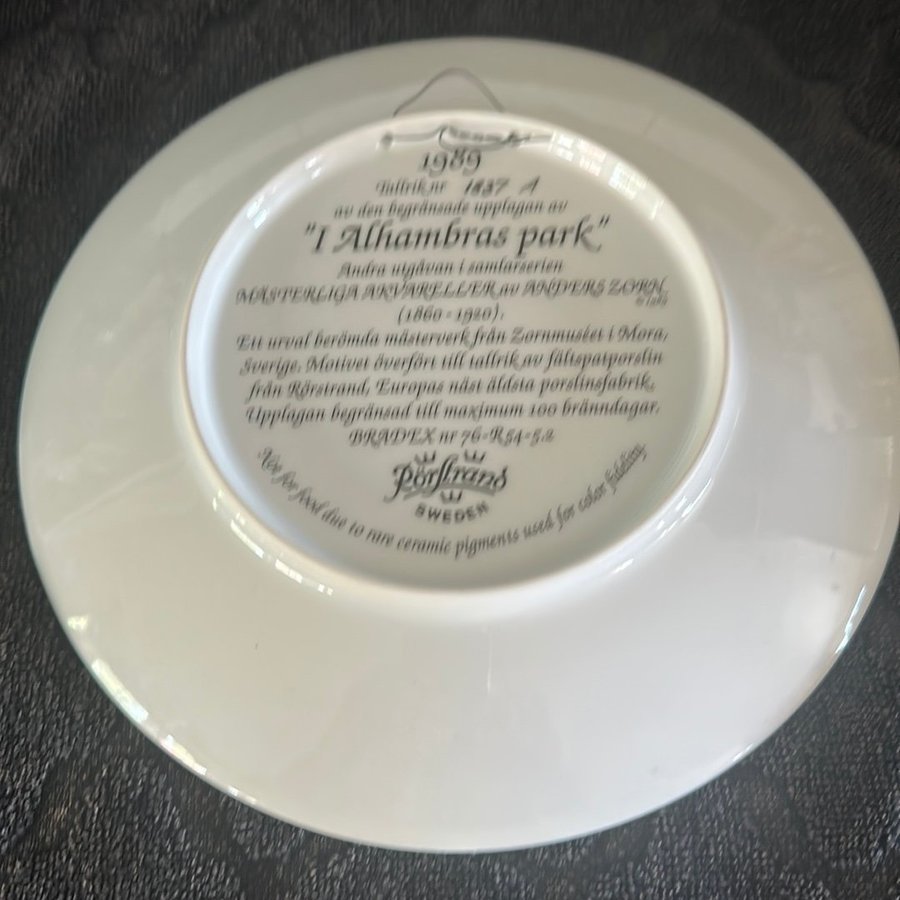 1989
Tallrik nr 1837 A
av den begränsade upplagan av
"I Alhambras park"
Andra utgåvan i samlarserien
MÄSTERLIGA AKVARELLER av ANDERS ZORN
(1860-1920).
Ett urval berömda mästerverk från Zornmuséet i Mora,
Sverige. Motivet överfört till tallrik av fältspatporslin
från Rörstrand, Europas näst äldsta porslinsfabrik.
Upplagan begränsad till maximum 100 bränndagar.
BRADEX nr 76-R54-5.2
Rörstrand
SWEDEN
Not for food due to rare ceramic pigments used for color fidelity.